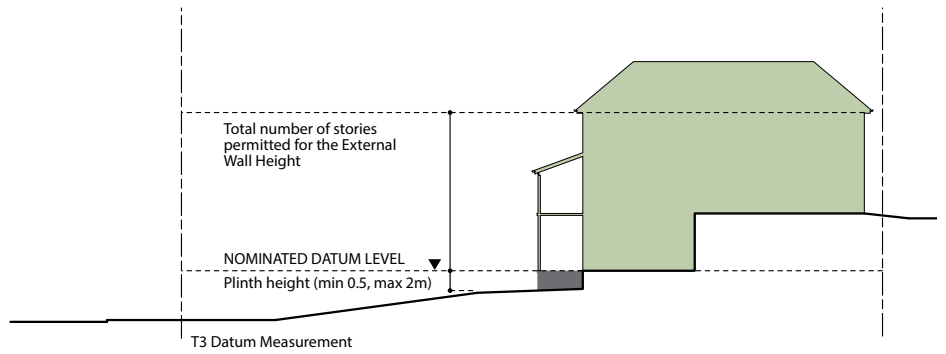 Total number of stories
permitted for the External
Wall Height
NOMINATED DATUM LEVEL
Plinth height (min 0.5, max 2m)
T3 Datum Measurement